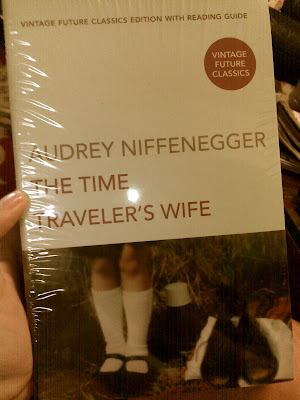 VINTAGE FUTURE CLASSICS EDITION WITH READING GUIDE
VINTAGE
FUTURE
CLASSICS
AUDREY NIFFENEGGER
THE TIME
TRAVELER'S WIFE